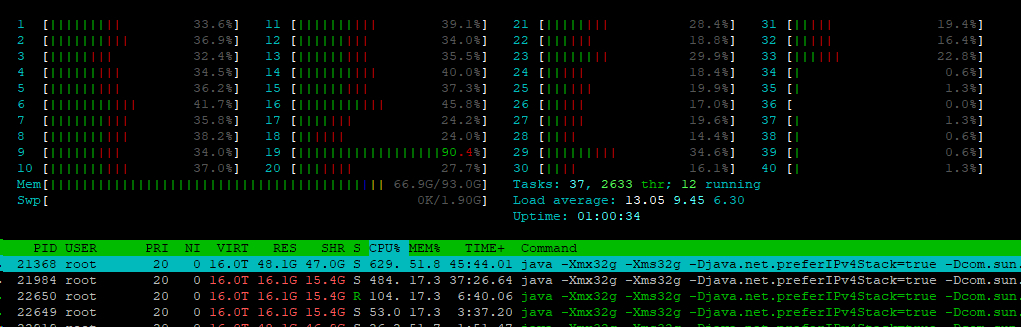 1 [|||||||||| 33.6%] 11 [|||||||||| 39.1%] 21 [||||||||| 28.4%] 31 [||||| 19.4%]
2 [||||||||||| 36.9%] 12 [|||||||||| 34.0%] 22 [|||||| 18.8%] 32 [||||| 16.4%]
3 [||||||||| 32.4%] 13 [|||||||||| 35.5%] 23 [||||||||| 29.9%] 33 [||||||| 22.8%]
4 [|||||||||| 34.5%] 14 [||||||||||| 40.0%] 24 [|||||| 18.4%] 34 [| 0.6%]
5 [|||||||||| 36.2%] 15 [|||||||||| 37.3%] 25 [|||||| 19.9%] 35 [| 1.3%]
6 [|||||||||||| 41.7%] 16 [|||||||||||| 45.8%] 26 [||||| 17.0%] 36 [ 0.0%]
7 [|||||||||| 35.8%] 17 [||||||| 24.2%] 27 [|||||| 19.6%] 37 [| 1.3%]
8 [||||||||||| 38.2%] 18 [|||||| 24.0%] 28 [|||| 14.4%] 38 [| 0.6%]
9 [|||||||||| 34.0%] 19 [||||||||||||||||||||90.4%] 29 [||||||||||| 34.6%] 39 [| 0.6%]
10 [|||||||||| 37.0%] 20 [|||||||| 27.7%] 30 [||||| 16.1%] 40 [| 1.3%]
Mem[||||||||||||||||||||||||||||||||||||||||||||||| 66.9G/93.0G] Tasks: 37, 2633 thr; 12 running
Swp[ 0K/1.90G] Load average: 13.05 9.45 6.30
Uptime: 01:00:34
PID USER PRI NI VIRT RES SHR S CPU% MEM% TIME+ Command
21368 root 20 0 16.0T 48.1G 47.0G S 629. 51.8 45:44.01 java -Xmx32g -Xms32g -Djava.net.preferIPv4Stack=true -Dcom.sun.
21984 root 20 0 16.0T 16.1G 15.4G S 484. 17.3 37:26.64 java -Xmx32g -Xms32g -Djava.net.preferIPv4Stack=true -Dcom.sun.
22650 root 20 0 16.0T 16.1G 15.4G R 104. 17.3 6:40.06 java -Xmx32g -Xms32g -Djava.net.preferIPv4Stack=true -Dcom.sun.
22649 root 20 0 16.0T 16.1G 15.4G S 53.0 17.3 3:37.20 java -Xmx32g -Xms32g -Djava.net.preferIPv4Stack=true -Dcom.sun.